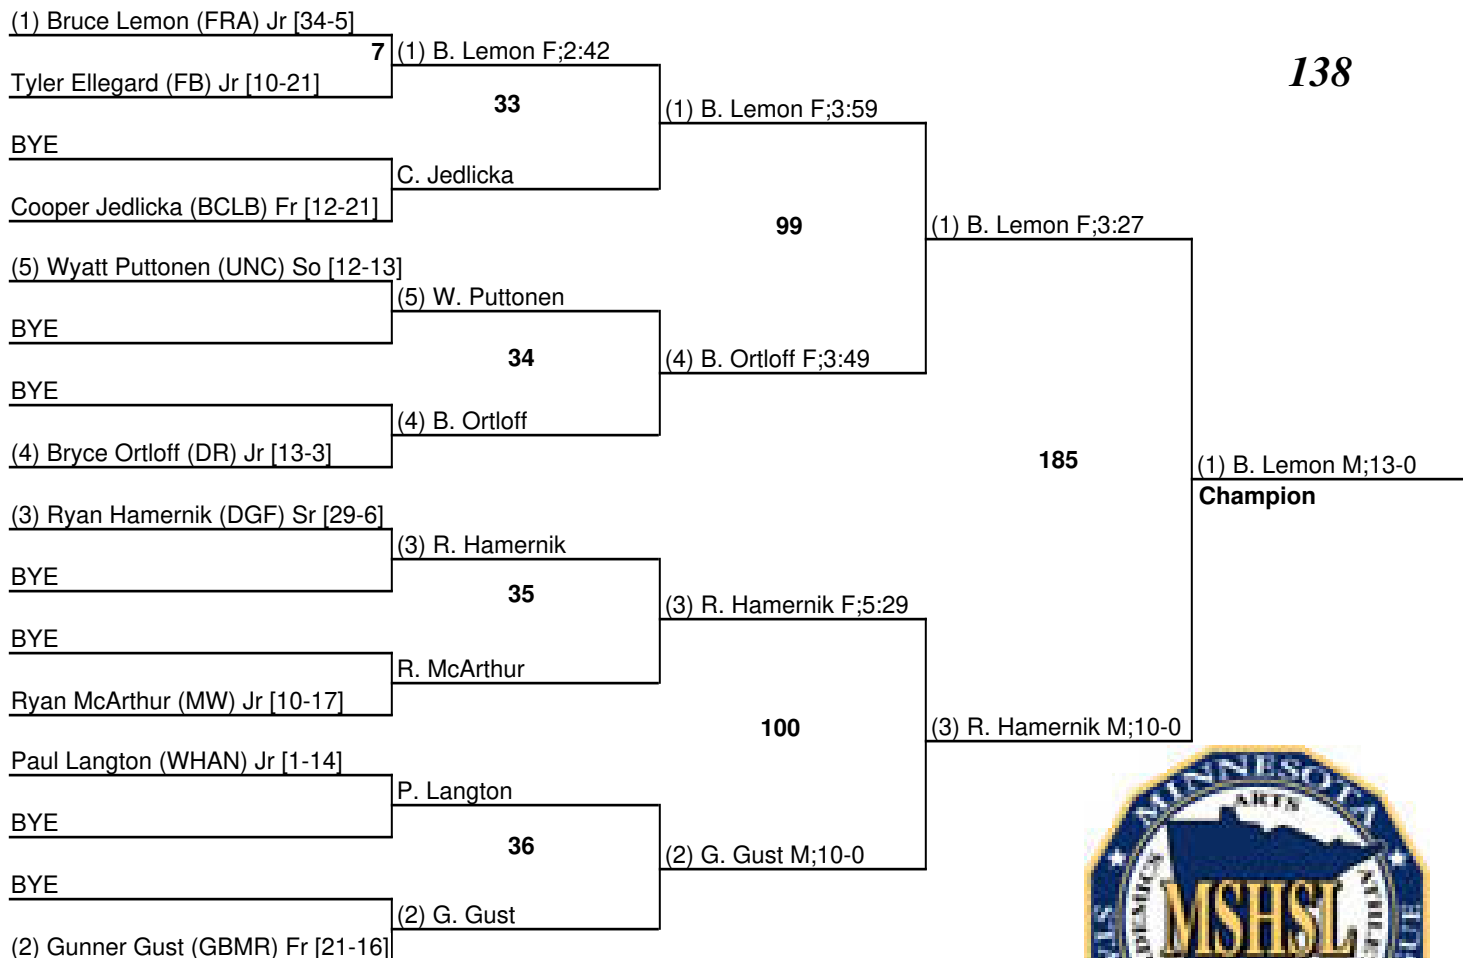 (1) Bruce Lemon (FRA) Jr [34-5]
7
(1) B. Lemon F;2:42
138
Tyler Ellegard (FB) Jr [10-21]
33
(1) B. Lemon F;3:59
BYE
C. Jedlicka
Cooper Jedlicka (BCLB) Fr [12-21]
99
(1) B. Lemon F;3:27
(5) Wyatt Puttonen (UNC) So [12-13]
(5) W. Puttonen
BYE
34
(4) B. Ortloff F;3:49
BYE
(4) B. Ortloff
(4) Bryce Ortloff (DR) Jr [13-3]
185
(1) B. Lemon M;13-0
Champion
(3) Ryan Hamernik (DGF) Sr [29-6]
(3) R. Hamernik
BYE
35
(3) R. Hamernik F;5:29
BYE
R. McArthur
Ryan McArthur (MW) Jr [10-17]
100
(3) R. Hamernik M;10-0
Paul Langton (WHAN) Jr [1-14]
P. Langton
BYE
36
(2) G. Gust M;10-0
BYE
(2) G. Gust
(2) Gunner Gust (GBMR) Fr [21-16]
MINNESOTA
ARTS
MSHSL